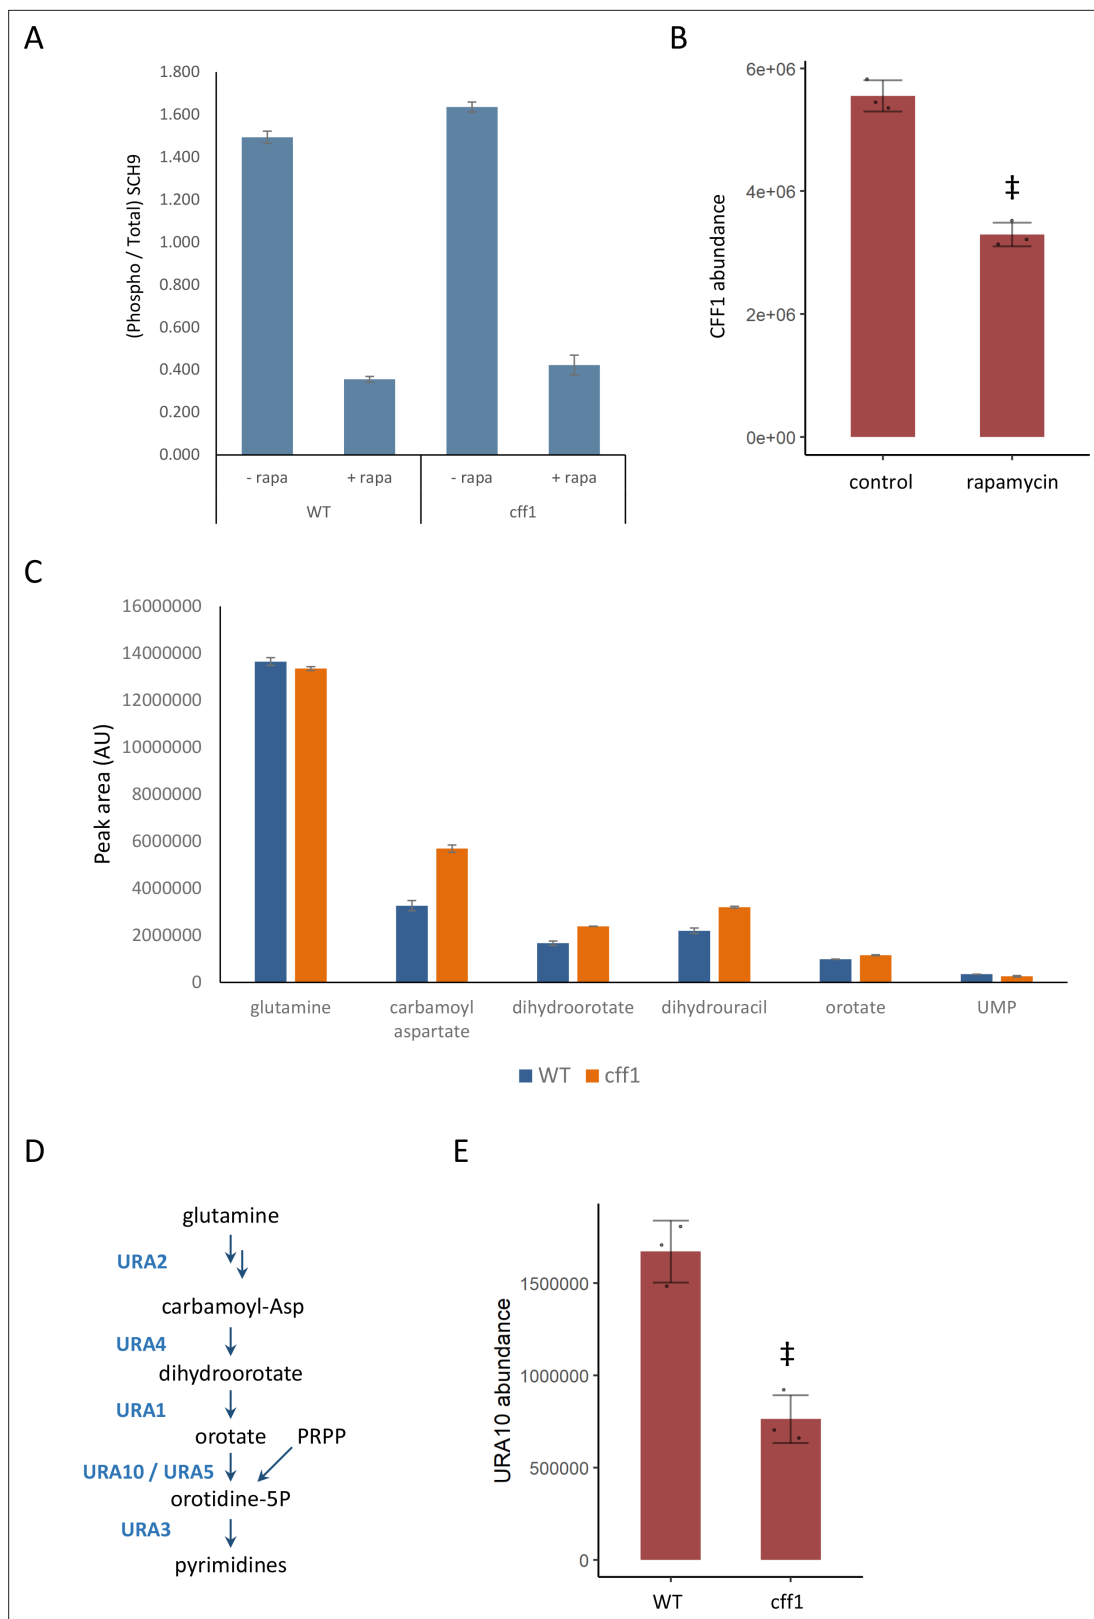 A
(Phospho / Total) SCH9
1.800
1.600
1.400
1.200
1.000
0.800
0.600
0.400
0.200
0.000
- rapa + rapa - rapa + rapa
WT cff1
B
CFF1 abundance
6e+06
4e+06
2e+06
0e+00
‡
control rapamycin
C
Peak area (AU)
16000000
14000000
12000000
10000000
8000000
6000000
4000000
2000000
0
glutamine carbamoyl dihydroorotate dihydrouracil orotate UMP
aspartate
WT cff1
D
glutamine
URA2
carbamoyl-Asp
URA4
dihydroorotate
URA1
orotate PRPP
URA10 / URA5
orotidine-5P
URA3
pyrimidines
E
URA10 abundance
1500000
1000000
500000
0
‡
WT cff1